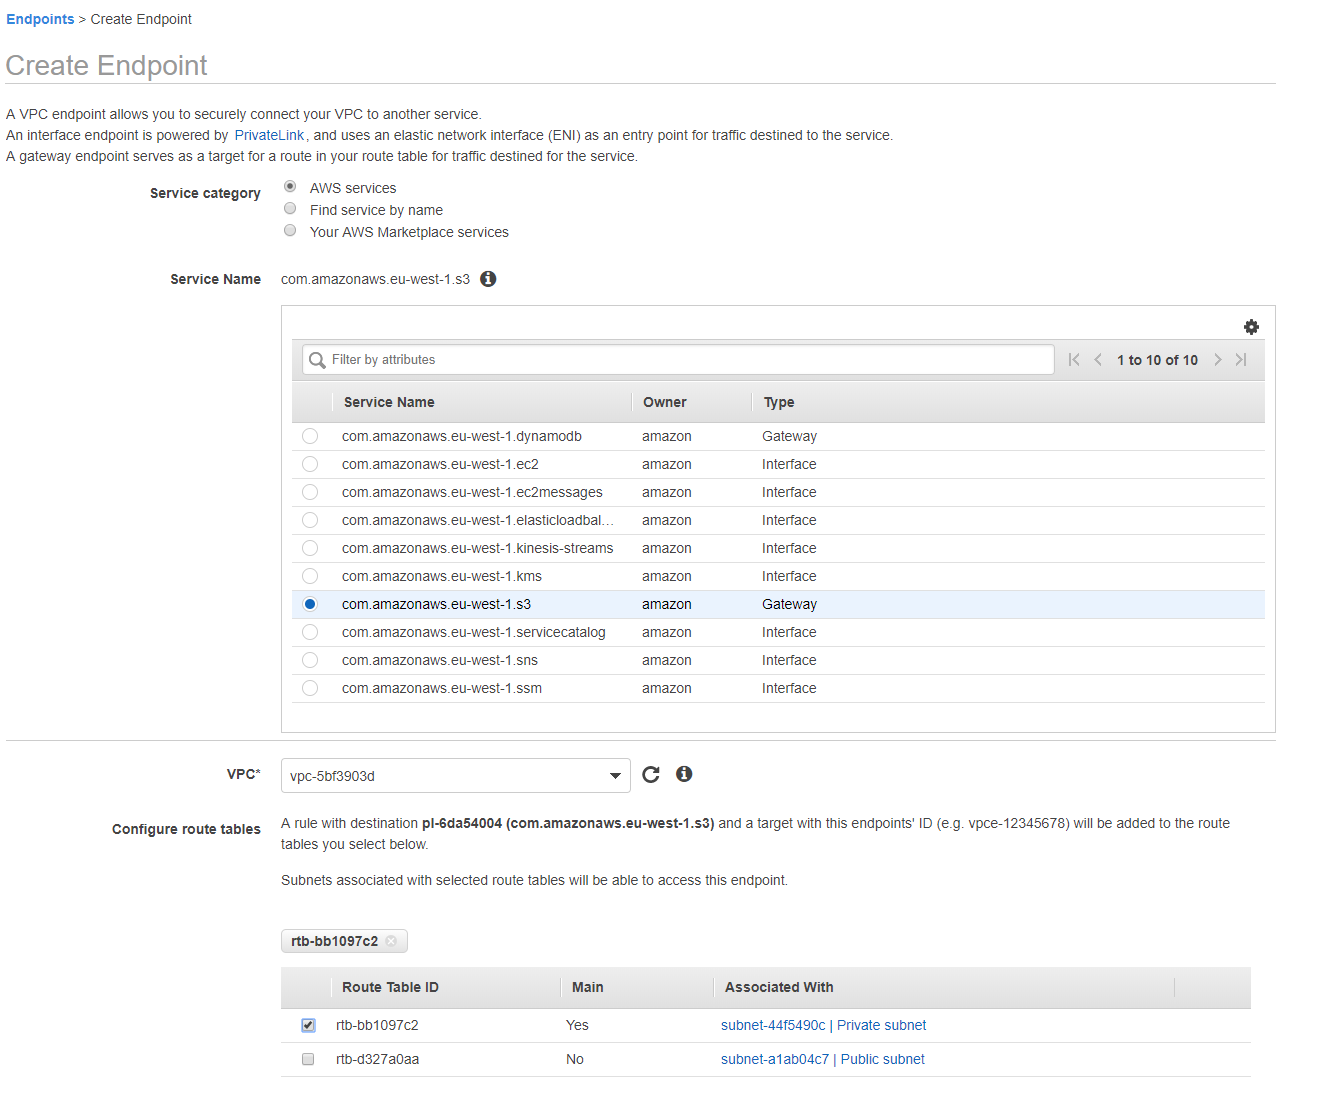 Endpoints > Create Endpoint
Create Endpoint
A VPC endpoint allows you to securely connect your VPC to another service.
An interface endpoint is powered by PrivateLink, and uses an elastic network interface (ENI) as an entry point for traffic destined to the service.
A gateway endpoint serves as a target for a route in your route table for traffic destined for the service.
Service category
AWS services
Find service by name
Your AWS Marketplace services
Service Name com.amazonaws.eu-west-1.s3
Filter by attributes 1 to 10 of 10
Service Name Owner Type
com.amazonaws.eu-west-1.dynamodb amazon Gateway
com.amazonaws.eu-west-1.ec2 amazon Interface
com.amazonaws.eu-west-1.ec2messages amazon Interface
com.amazonaws.eu-west-1.elasticloadbal... amazon Interface
com.amazonaws.eu-west-1.kinesis-streams amazon Interface
com.amazonaws.eu-west-1.kms amazon Interface
com.amazonaws.eu-west-1.s3 amazon Gateway
com.amazonaws.eu-west-1.servicecatalog amazon Interface
com.amazonaws.eu-west-1.sns amazon Interface
com.amazonaws.eu-west-1.ssm amazon Interface
VPC* vpc-5bf3903d
Configure route tables A rule with destination pl-6da54004 (com.amazonaws.eu-west-1.s3) and a target with this endpoints' ID (e.g. vpce-12345678) will be added to the route
tables you select below.
Subnets associated with selected route tables will be able to access this endpoint.
rtb-bb1097c2
Route Table ID Main Associated With
rtb-bb1097c2 Yes subnet-44f5490c | Private subnet
rtb-d327a0aa No subnet-a1ab04c7 | Public subnet